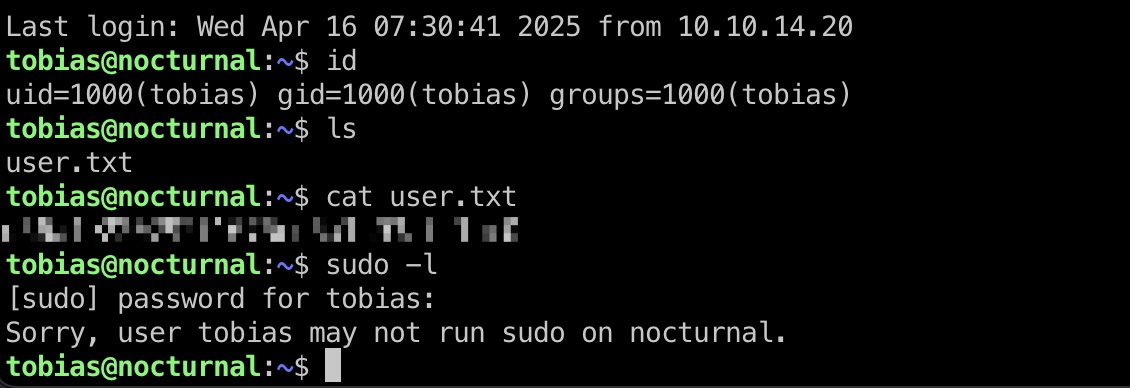 Last login: Wed Apr 16 07:30:41 2025 from 10.10.14.20
tobias@nocturnal:~$ id
uid=1000(tobias) gid=1000(tobias) groups=1000(tobias)
tobias@nocturnal:~$ ls
user.txt
tobias@nocturnal:~$ cat user.txt
tobias@nocturnal:~$ sudo -l
[sudo] password for tobias:
Sorry, user tobias may not run sudo on nocturnal.
tobias@nocturnal:~$